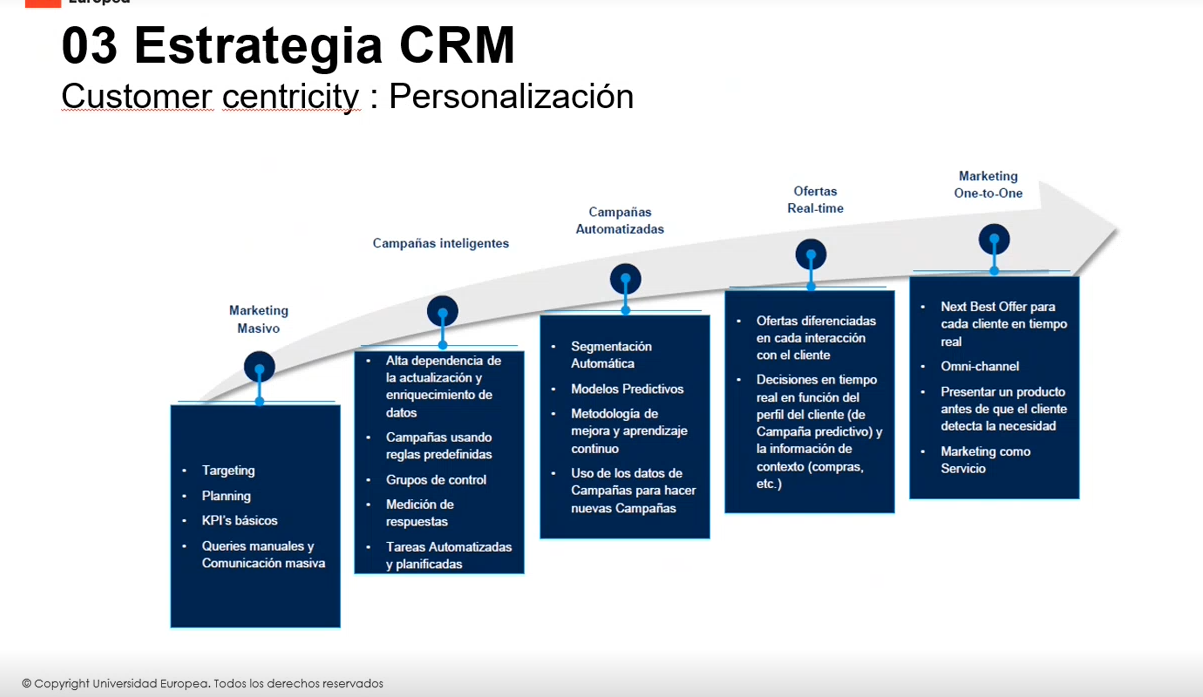 Europea
03 Estrategia CRM
Customer centricity : Personalización
Marketing
Masivo
Campañas inteligentes
Campañas
Automatizadas
Ofertas
Real-time
Marketing
One-to-One
• Targeting
• Planning
• KPI's básicos
• Queries manuales y
Comunicación masiva
• Alta dependencia de
la actualización y
enriquecimiento de
datos
• Campañas usando
reglas predefinidas
• Grupos de control
• Medición de
respuestas
• Tareas Automatizadas
y planificadas
• Segmentación
Automática
• Modelos Predictivos
• Metodología de
mejora y aprendizaje
continuo
• Uso de los datos de
Campañas para hacer
nuevas Campañas
• Ofertas diferenciadas
en cada interacción
con el cliente
• Decisiones en tiempo
real en función del
perfil del cliente (de
Campaña predictivo) y
la información de
contexto (compras,
etc.)
• Next Best Offer para
cada cliente en tiempo
real
• Omni-channel
• Presentar un producto
antes de que el cliente
detecta la necesidad
• Marketing como
Servicio
© Copyright Universidad Europea. Todos los derechos reservados